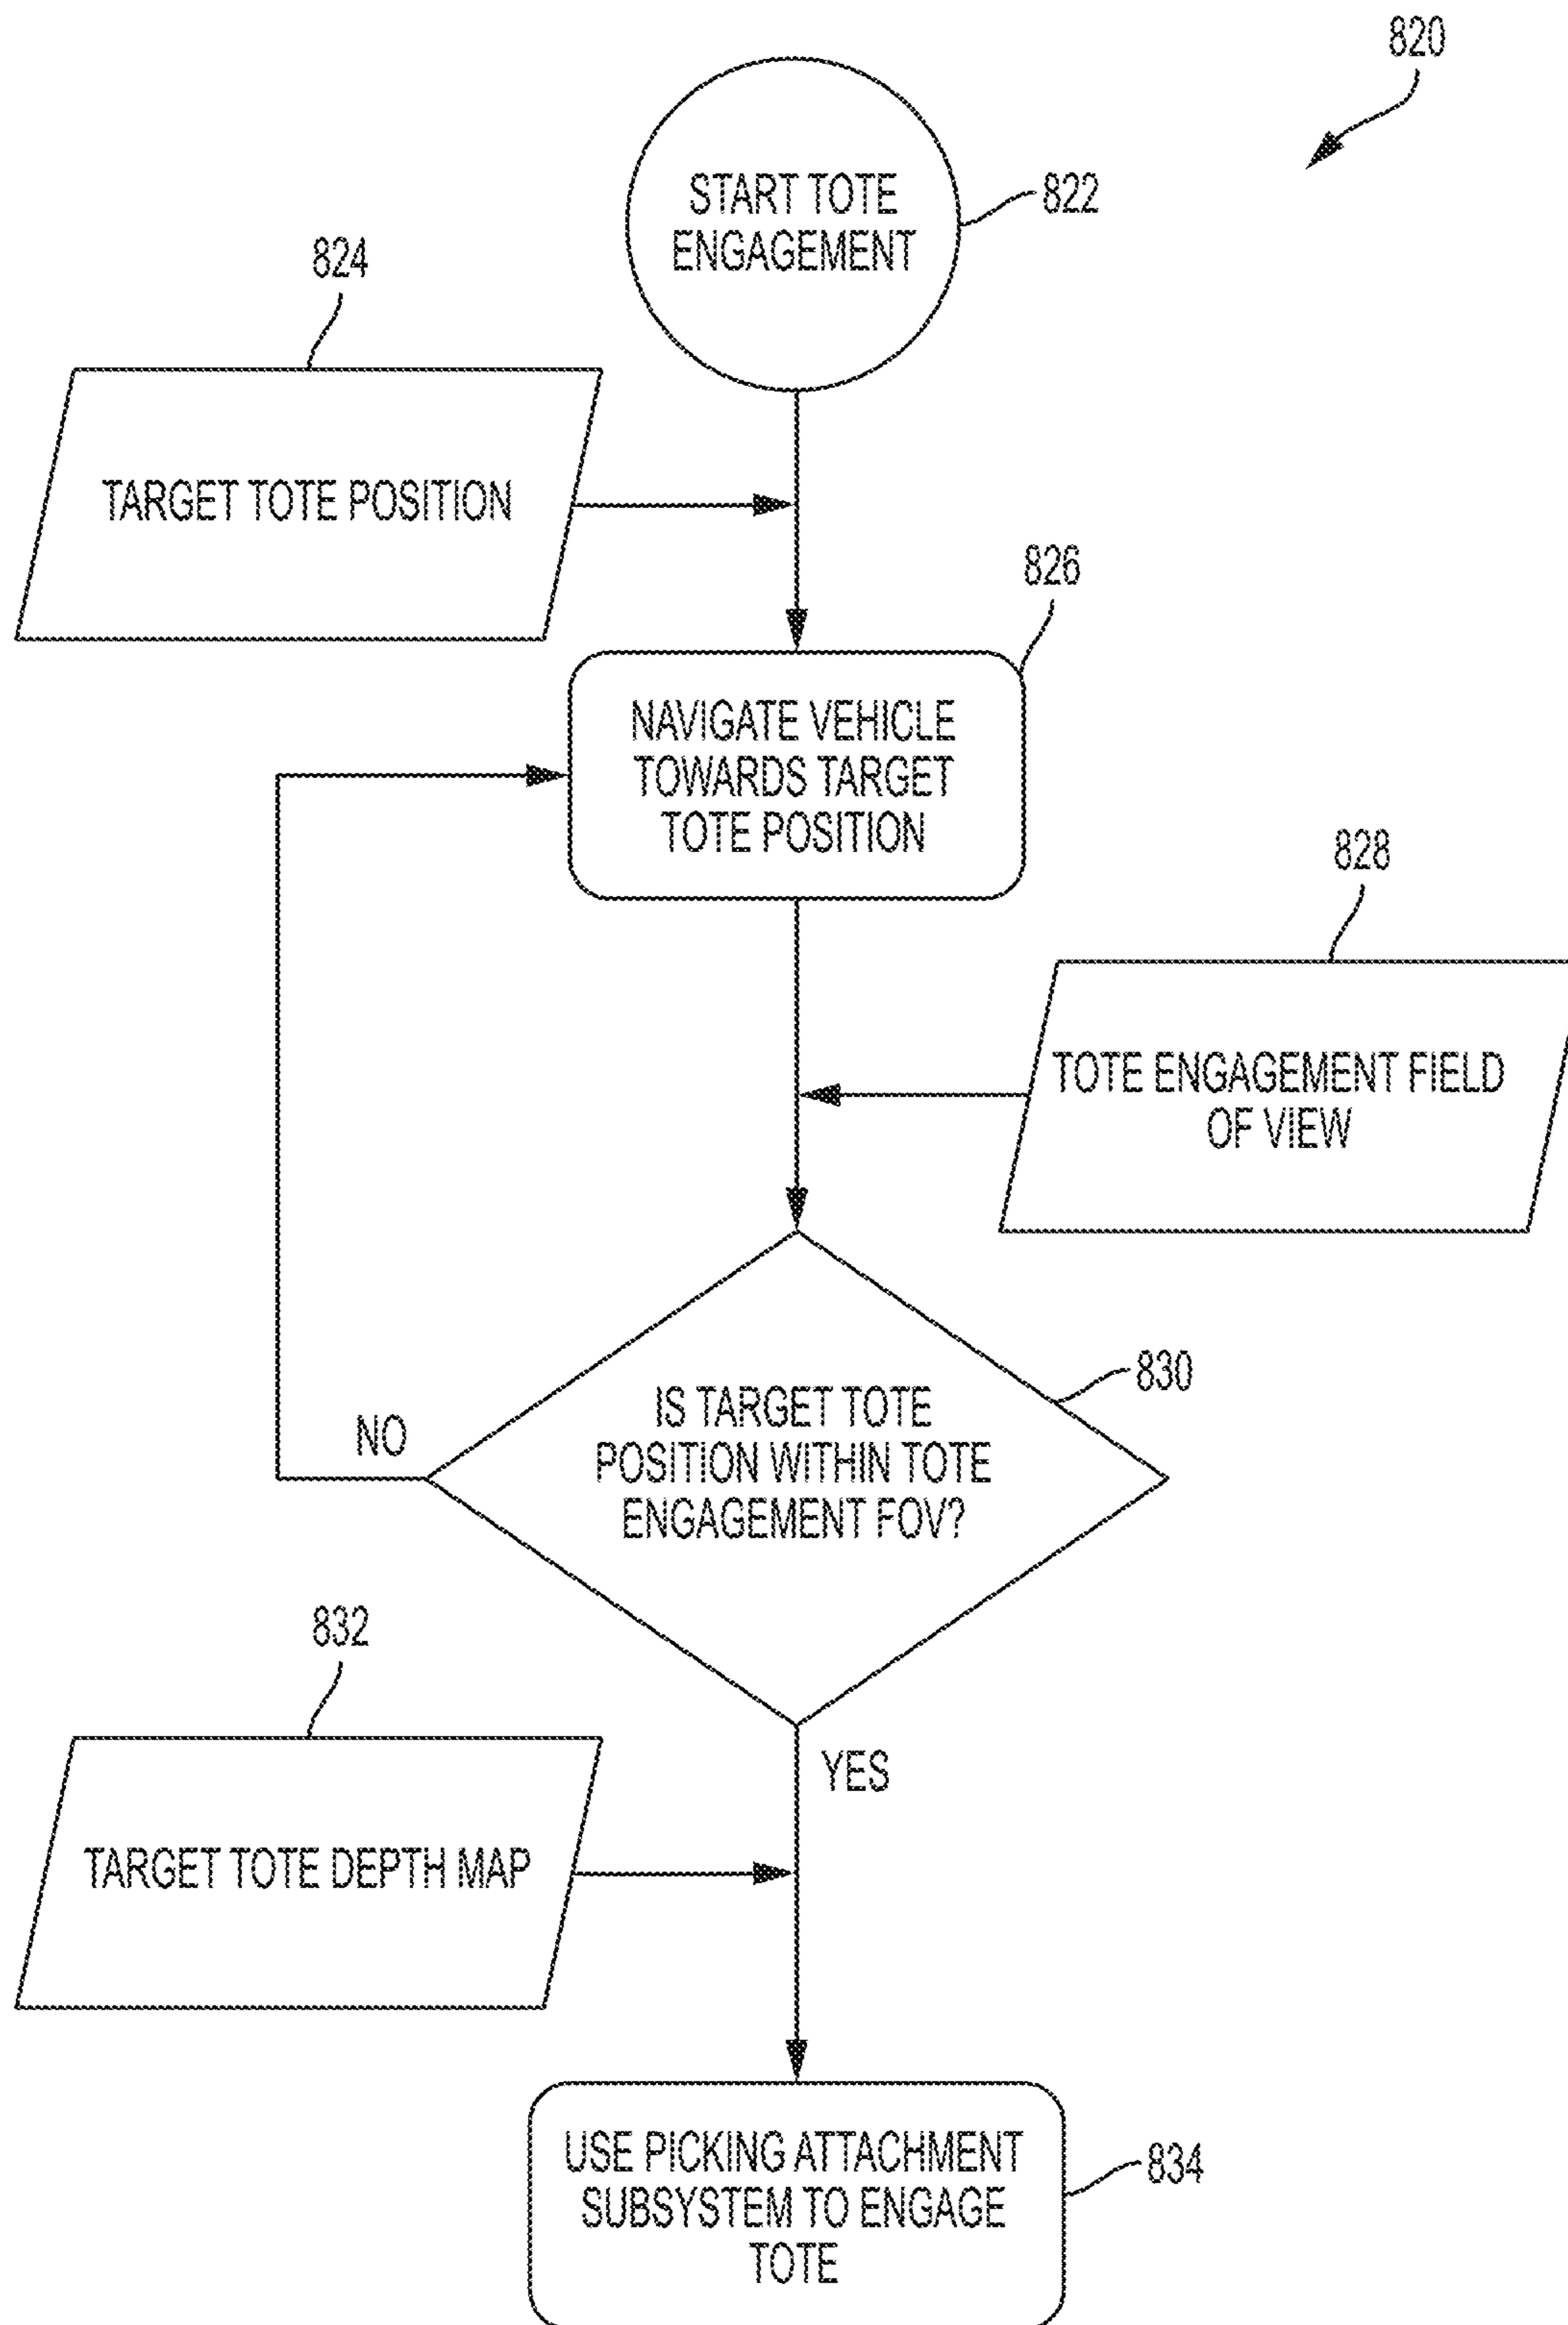 820
START TOTE
ENGAGEMENT
822
824
TARGET TOTE POSITION
826
NAVIGATE VEHICLE
TOWARDS TARGET
TOTE POSITION
828
TOTE ENGAGEMENT FIELD
OF VIEW
830
IS TARGET TOTE
POSITION WITHIN TOTE
ENGAGEMENT FOV?
NO
832
YES
TARGET TOTE DEPTH MAP
USE PICKING ATTACHMENT
SUBSYSTEM TO ENGAGE
TOTE
834